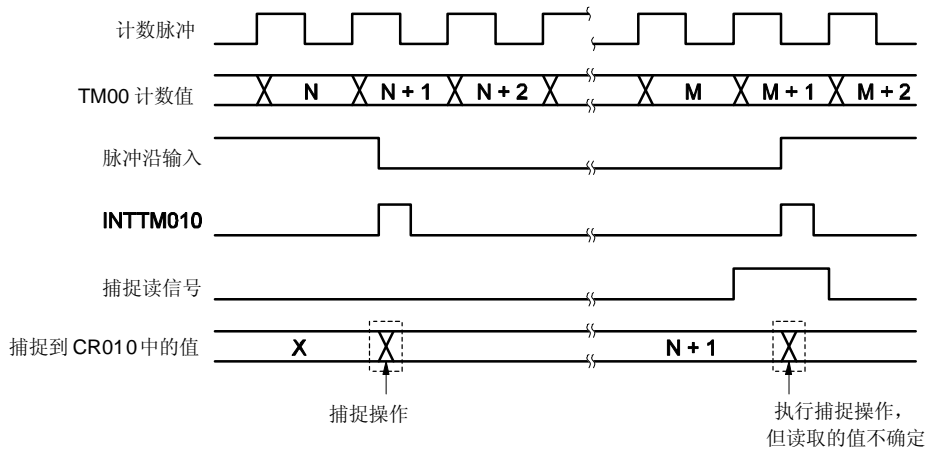 计数脉冲
TM00 计数值 N N + 1 N + 2 M M + 1 M + 2
脉冲沿输入
INTTM010
捕捉读信号
捕捉到 CR010 中的值 X N + 1
捕捉操作
执行捕捉操作，
但读取的值不确定